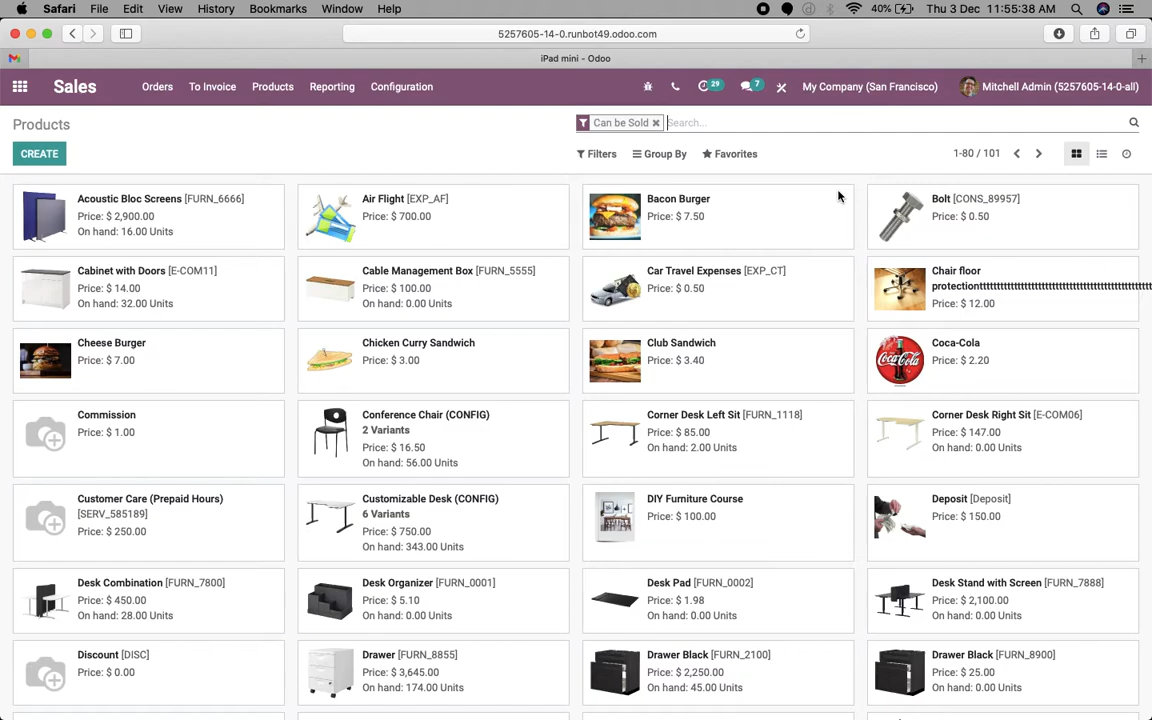 Safari File Edit View History Bookmarks Window Help 40% Thu 3 Dec 11:55:38 AM
5257605-14-0.runbot49.odoo.com
iPad mini - Odoo
Sales Orders To Invoice Products Reporting Configuration 29 7 My Company (San Francisco) Mitchell Admin (5257605-14-0-all)
Products Can be Sold Search...
CREATE Filters Group By Favorites 1-80 / 101
Acoustic Bloc Screens [FURN_6666]
Price: $ 2,900.00
On hand: 16.00 Units
Air Flight [EXP_AF]
Price: $ 700.00
Bacon Burger
Price: $ 7.50
Bolt [CONS_89957]
Price: $ 0.50
Cabinet with Doors [E-COM11]
Price: $ 14.00
On hand: 32.00 Units
Cable Management Box [FURN_5555]
Price: $ 100.00
On hand: 0.00 Units
Car Travel Expenses [EXP_CT]
Price: $ 0.50
Chair floor
protectionttttttttttttttttttttttttttttttttttttttttttttttttttt
Price: $ 12.00
Cheese Burger
Price: $ 7.00
Chicken Curry Sandwich
Price: $ 3.00
Club Sandwich
Price: $ 3.40
Coca-Cola
Coca-Cola
Price: $ 2.20
Commission
Price: $ 1.00
Conference Chair (CONFIG)
2 Variants
Price: $ 16.50
On hand: 56.00 Units
Corner Desk Left Sit [FURN_1118]
Price: $ 85.00
On hand: 2.00 Units
Corner Desk Right Sit [E-COM06]
Price: $ 147.00
On hand: 0.00 Units
Customer Care (Prepaid Hours)
[SERV_585189]
Price: $ 250.00
Customizable Desk (CONFIG)
6 Variants
Price: $ 750.00
On hand: 343.00 Units
DIY Furniture Course
Price: $ 100.00
Deposit [Deposit]
Price: $ 150.00
Desk Combination [FURN_7800]
Price: $ 450.00
On hand: 28.00 Units
Desk Organizer [FURN_0001]
Price: $ 5.10
On hand: 0.00 Units
Desk Pad [FURN_0002]
Price: $ 1.98
On hand: 0.00 Units
Desk Stand with Screen [FURN_7888]
Price: $ 2,100.00
On hand: 0.00 Units
Discount [DISC]
Price: $ 0.00
Drawer [FURN_8855]
Price: $ 3,645.00
On hand: 174.00 Units
Drawer Black [FURN_2100]
Price: $ 2,250.00
On hand: 45.00 Units
Drawer Black [FURN_8900]
Price: $ 25.00
On hand: 0.00 Units